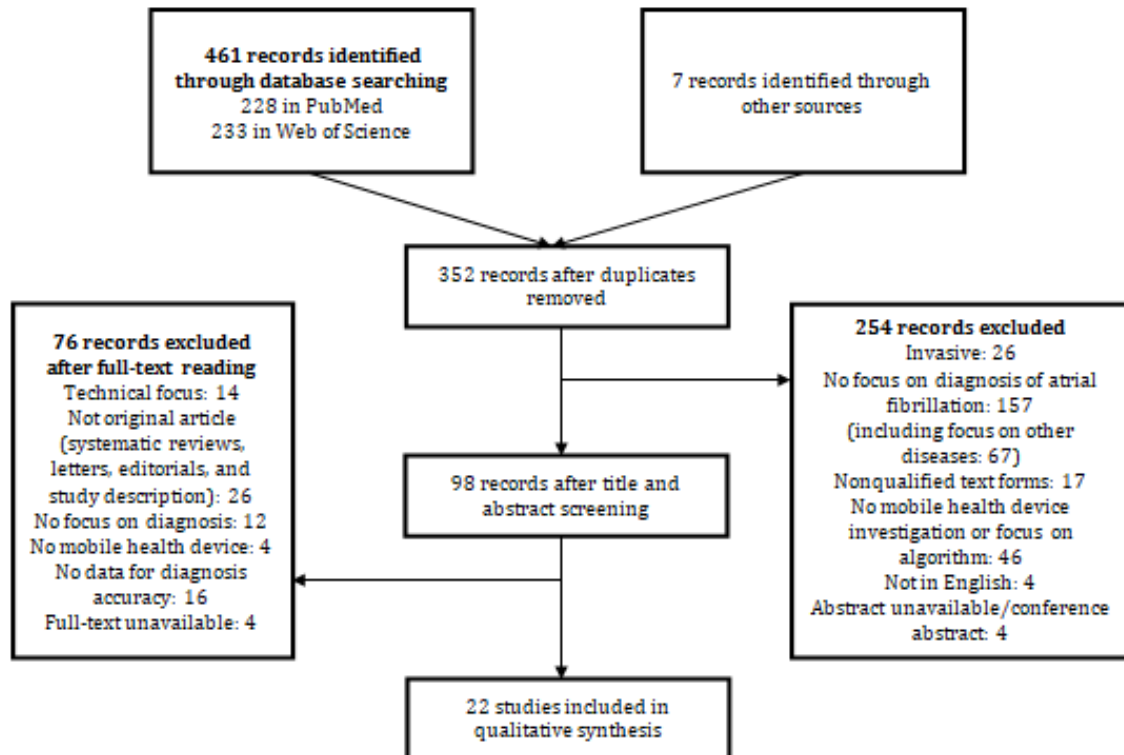 461 records identified
through database searching
228 in PubMed
233 in Web of Science
7 records identified through
other sources
352 records after duplicates
removed
76 records excluded
after full-text reading
Technical focus: 14
Not original article
(systematic reviews,
letters, editorials, and
study description): 26
No focus on diagnosis: 12
No mobile health device: 4
No data for diagnosis
accuracy: 16
Full-text unavailable: 4
254 records excluded
Invasive: 26
No focus on diagnosis of atrial
fibrillation: 157
(including focus on other
diseases: 67)
Nonqualified text forms: 17
No mobile health device
investigation or focus on
algorithm: 46
Not in English: 4
Abstract unavailable/conference
abstract: 4
98 records after title and
abstract screening
22 studies included in
qualitative synthesis